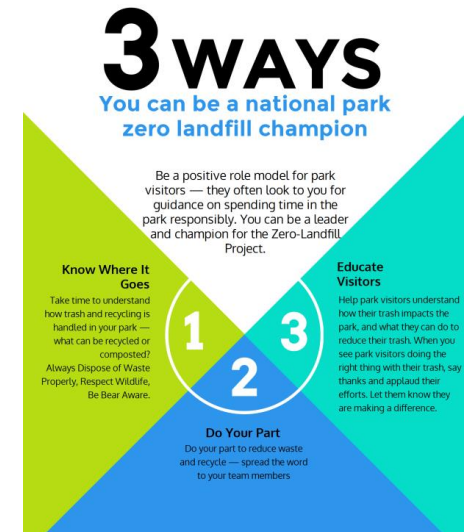 3 WAYS
You can be a national park
zero landfill champion
Be a positive role model for park
visitors — they often look to you for
guidance on spending time in the
park responsibly. You can be a leader
and champion for the Zero-Landfill
Project.
Know Where It
Goes
Take time to understand
how trash and recycling is
handled in your park —
what can be recycled or
composted?
Always Dispose of Waste
Properly, Respect Wildlife,
Be Bear Aware.
1
2
Do Your Part
Do your part to reduce waste
and recycle — spread the word
to your team members
3
Educate
Visitors
Help park visitors understand
how their trash impacts the
park, and what they can do to
reduce their trash. When you
see park visitors doing the
right thing with their trash, say
thanks and applaud their
efforts. Let them know they
are making a difference.